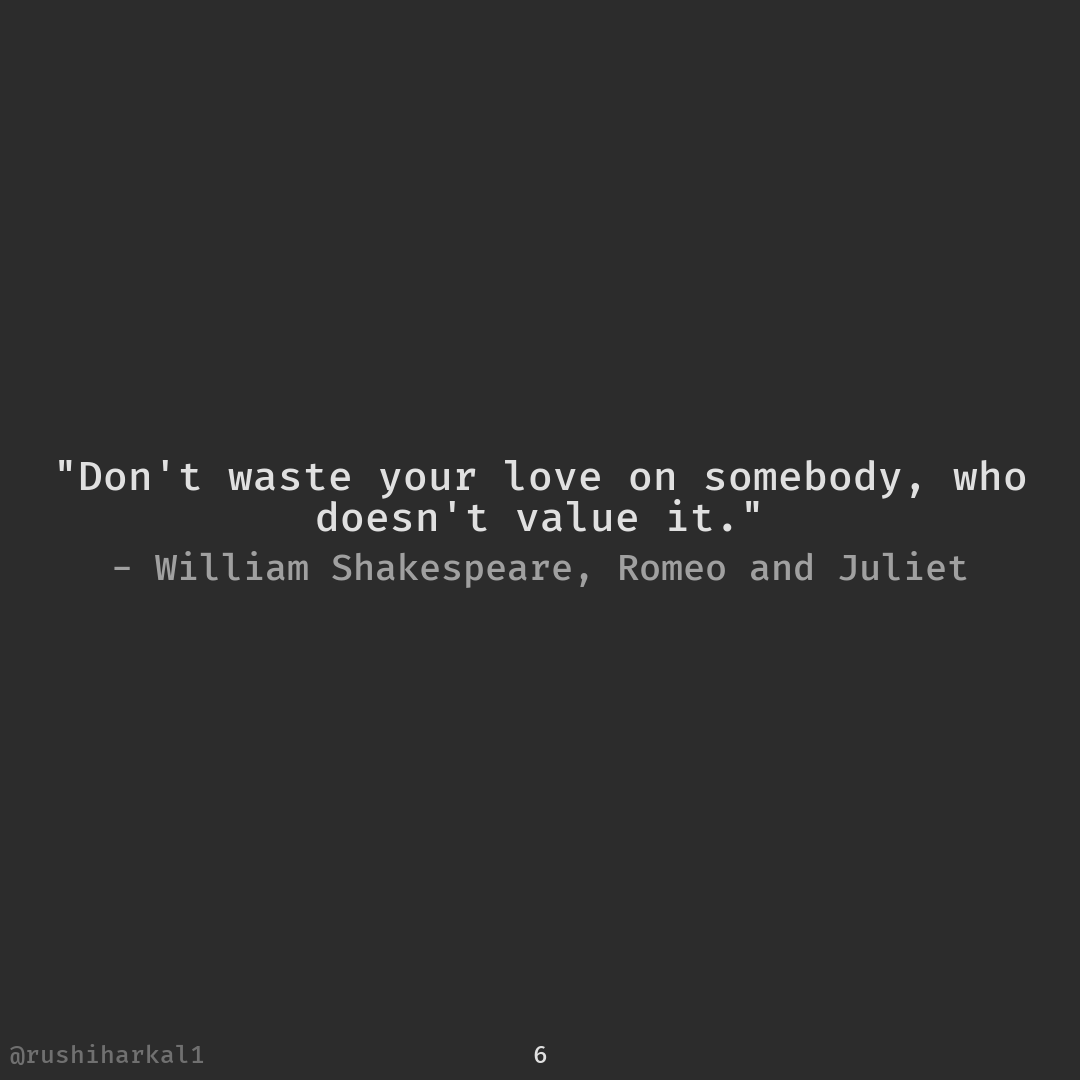 "Don't waste your love on somebody, who
doesn't value it."
– William Shakespeare, Romeo and Juliet
@rushiharkal1
6